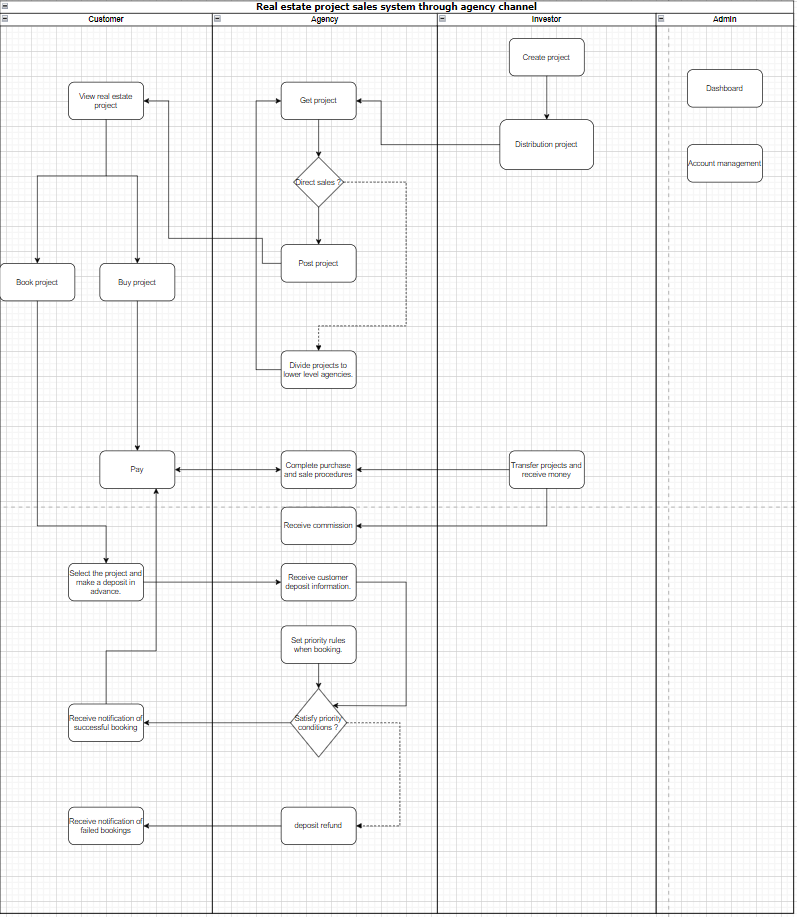 Real estate project sales system through agency channel
Customer
Agency
Investor
Admin
Create project
View real estate
project
Get project
Dashboard
Distribution project
Account management
Direct sales ?
Post project
Book project
Buy project
Divide projects to
lower level agencies.
Pay
Complete purchase
and sale procedures
Transfer projects and
receive money
Receive commission
Select the project and
make a deposit in
advance.
Receive customer
deposit information.
Set priority rules
when booking.
Receive notification of
successful booking
Satisfy priority
conditions ?
Receive notification of
failed bookings
deposit refund